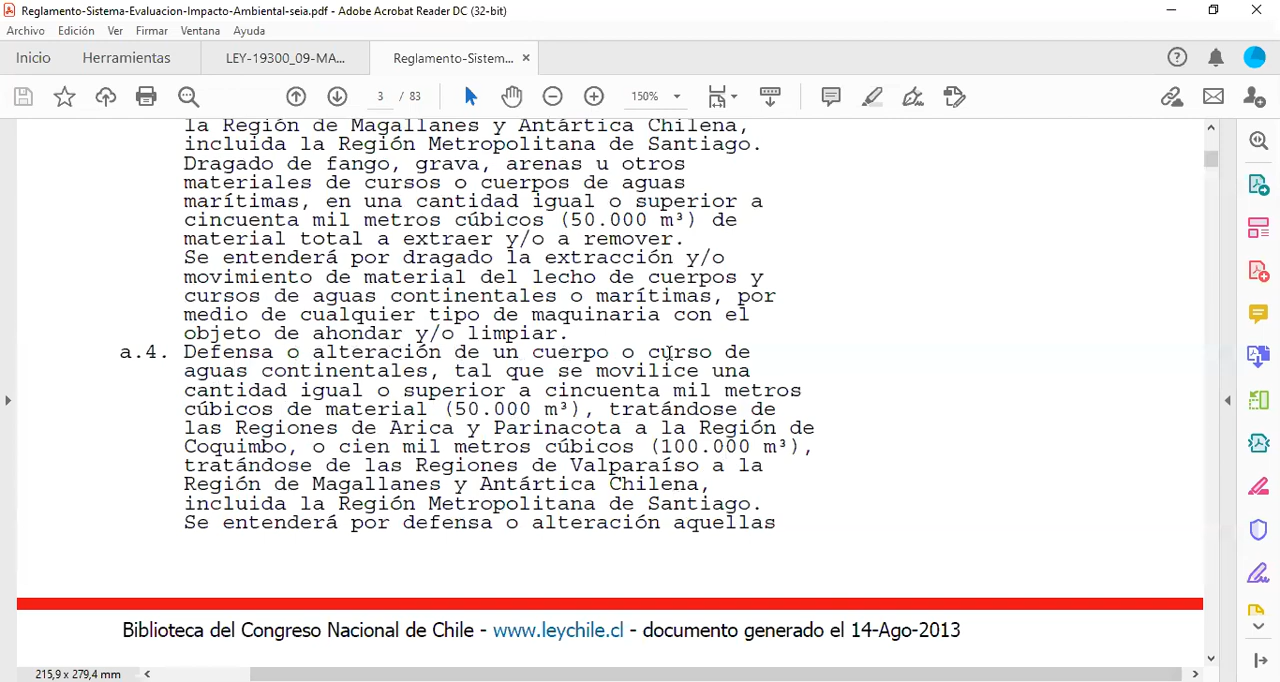 Reglamento-Sistema-Evaluacion-Impacto-Ambiental-seia.pdf - Adobe Acrobat Reader DC (32-bit)
Archivo Edición Ver Firmar Ventana Ayuda
Inicio Herramientas LEY-19300_09-MA... Reglamento-Sistem... ×
3 / 83 150%
la Región de Magallanes y Antártica Chilena,
incluida la Región Metropolitana de Santiago.
Dragado de fango, grava, arenas u otros
materiales de cursos o cuerpos de aguas
marítimas, en una cantidad igual o superior a
cincuenta mil metros cúbicos (50.000 m³) de
material total a extraer y/o a remover.
Se entenderá por dragado la extracción y/o
movimiento de material del lecho de cuerpos y
cursos de aguas continentales o marítimas, por
medio de cualquier tipo de maquinaria con el
objeto de ahondar y/o limpiar.
a.4. Defensa o alteración de un cuerpo o curso de
aguas continentales, tal que se movilice una
cantidad igual o superior a cincuenta mil metros
cúbicos de material (50.000 m³), tratándose de
las Regiones de Arica y Parinacota a la Región de
Coquimbo, o cien mil metros cúbicos (100.000 m³),
tratándose de las Regiones de Valparaíso a la
Región de Magallanes y Antártica Chilena,
incluida la Región Metropolitana de Santiago.
Se entenderá por defensa o alteración aquellas
Biblioteca del Congreso Nacional de Chile - www.leychile.cl - documento generado el 14-Ago-2013
215,9 x 279,4 mm